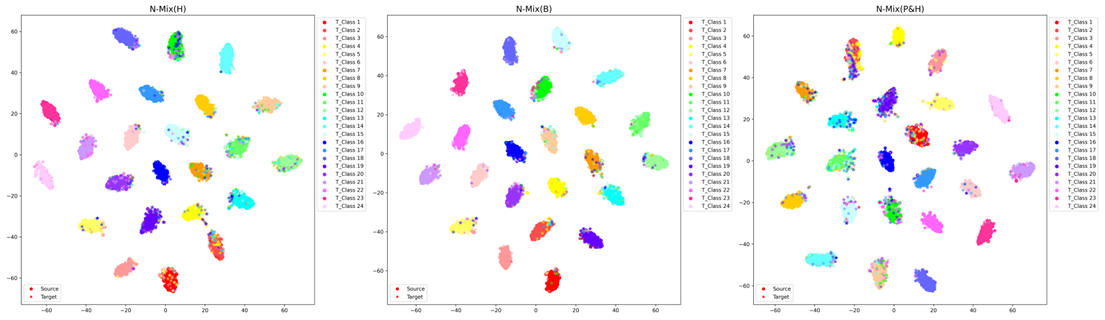 N-Mix(H)
60
40
20
0
−20
−40
−60
−60
−40
−20
0
20
40
60
Source
Target
T_Class 1
T_Class 2
T_Class 3
T_Class 4
T_Class 5
T_Class 6
T_Class 7
T_Class 8
T_Class 9
T_Class 10
T_Class 11
T_Class 12
T_Class 13
T_Class 14
T_Class 15
T_Class 16
T_Class 17
T_Class 18
T_Class 19
T_Class 20
T_Class 21
T_Class 22
T_Class 23
T_Class 24
N-Mix(B)
60
40
20
0
−20
−40
−60
−60
−40
−20
0
20
40
60
Source
Target
T_Class 1
T_Class 2
T_Class 3
T_Class 4
T_Class 5
T_Class 6
T_Class 7
T_Class 8
T_Class 9
T_Class 10
T_Class 11
T_Class 12
T_Class 13
T_Class 14
T_Class 15
T_Class 16
T_Class 17
T_Class 18
T_Class 19
T_Class 20
T_Class 21
T_Class 22
T_Class 23
T_Class 24
N-Mix(P&H)
60
40
20
0
−20
−40
−60
−60
−40
−20
0
20
40
60
Source
Target
T_Class 1
T_Class 2
T_Class 3
T_Class 4
T_Class 5
T_Class 6
T_Class 7
T_Class 8
T_Class 9
T_Class 10
T_Class 11
T_Class 12
T_Class 13
T_Class 14
T_Class 15
T_Class 16
T_Class 17
T_Class 18
T_Class 19
T_Class 20
T_Class 21
T_Class 22
T_Class 23
T_Class 24